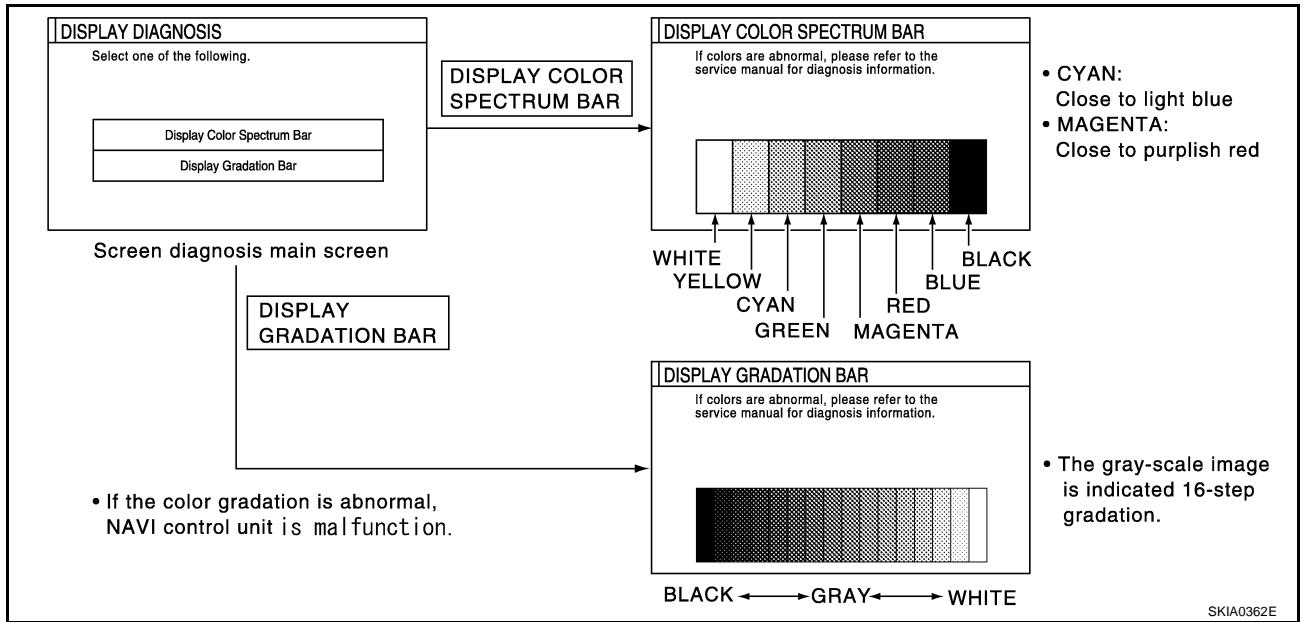 DISPLAY DIAGNOSIS
Select one of the following.
Display Color Spectrum Bar
Display Gradation Bar
Screen diagnosis main screen
DISPLAY COLOR
SPECTRUM BAR
DISPLAY COLOR SPECTRUM BAR
If colors are abnormal, please refer to the
service manual for diagnosis information.
WHITE
YELLOW
CYAN
GREEN
MAGENTA
RED
BLUE
BLACK
• CYAN:
Close to light blue
• MAGENTA:
Close to purplish red
DISPLAY
GRADATION BAR
• If the color gradation is abnormal,
NAVI control unit is malfunction.
DISPLAY GRADATION BAR
If colors are abnormal, please refer to the
service manual for diagnosis information.
BLACK GRAY WHITE
• The gray-scale image
is indicated 16-step
gradation.
SKIA0362E